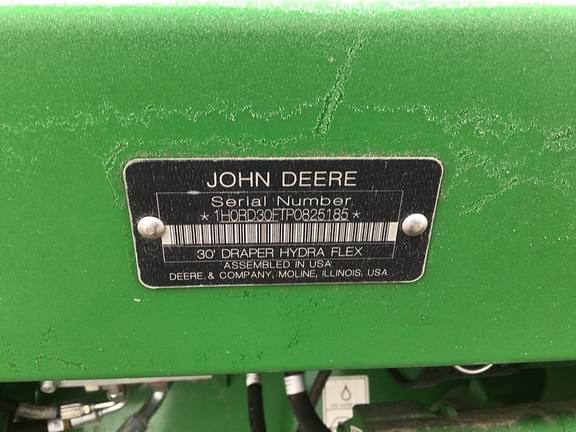 JOHN DEERE
Serial Number
*1H0RD30FTP0825185*
30' DRAPER HYDRA FLEX
ASSEMBLED IN USA
DEERE & COMPANY, MOLINE, ILLINOIS, USA